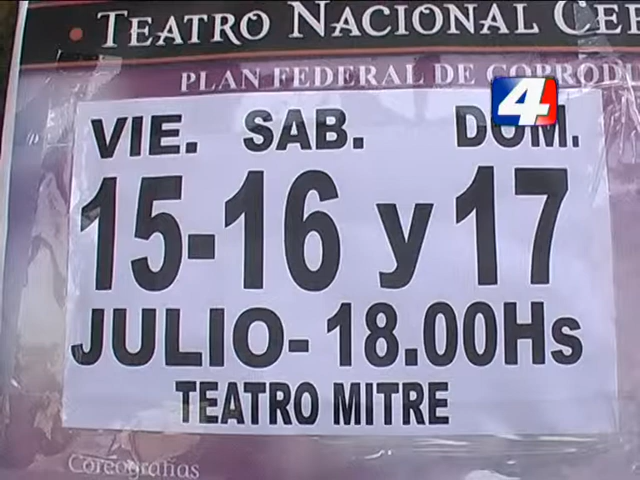 • TEATRO NACIONAL
PLAN FEDERAL DE
4
VIE. SAB. DOM.
15-16 y 17
JULIO- 18.00Hs
TEATRO MITRE
Coreografías